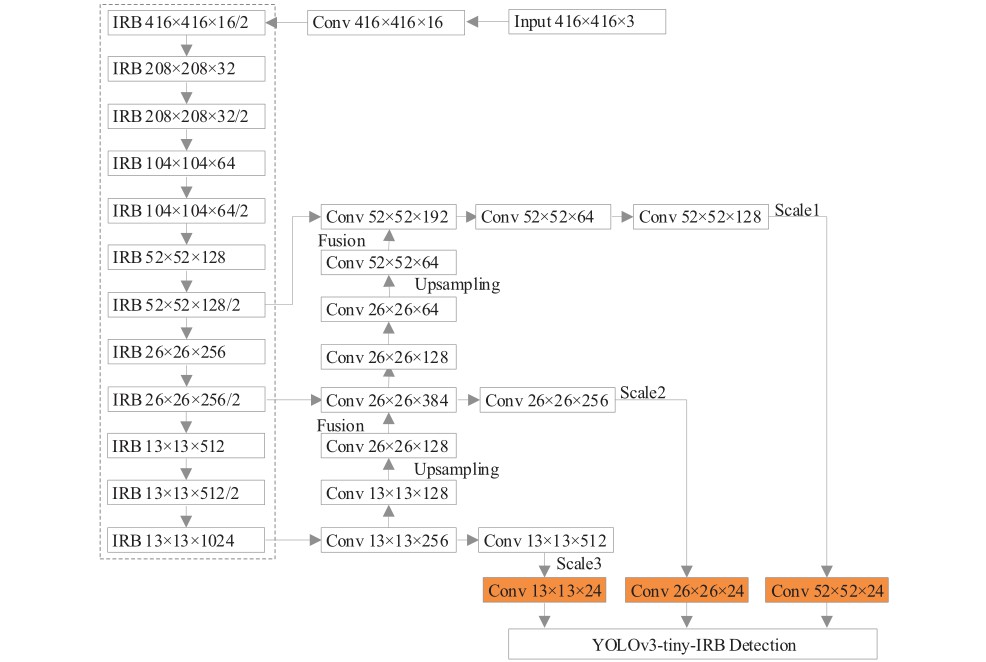 IRB 416×416×16/2
Conv 416×416×16
Input 416×416×3
IRB 208×208×32
IRB 208×208×32/2
IRB 104×104×64
IRB 104×104×64/2
Conv 52×52×192
Conv 52×52×64
Conv 52×52×128
Scale1
Fusion
IRB 52×52×128
Conv 52×52×64
Upsampling
IRB 52×52×128/2
Conv 26×26×64
IRB 26×26×256
Conv 26×26×128
IRB 26×26×256/2
Conv 26×26×384
Conv 26×26×256
Scale2
Fusion
IRB 13×13×512
Conv 26×26×128
Upsampling
IRB 13×13×512/2
Conv 13×13×128
IRB 13×13×1024
Conv 13×13×256
Conv 13×13×512
Scale3
Conv 13×13×24
Conv 26×26×24
Conv 52×52×24
YOLOv3-tiny-IRB Detection